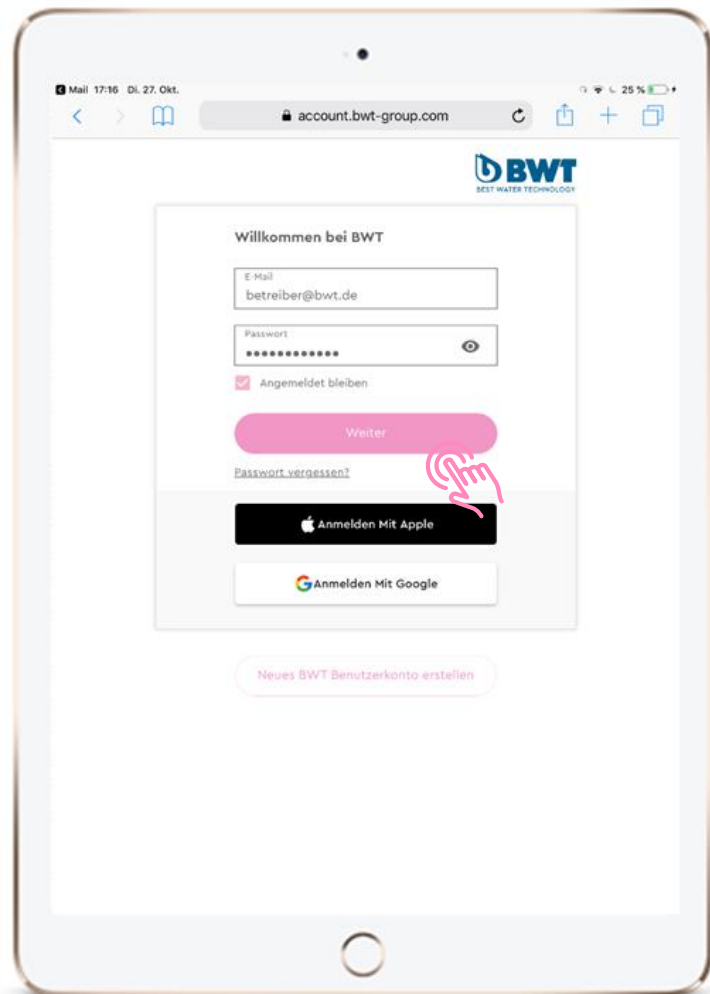 Mail 17:16 Di. 27. Okt. 25 %
account.bwt-group.com
BWT
BEST WATER TECHNOLOGY
Willkommen bei BWT
E-Mail
betreiber@bwt.de
Passwort
••••••••••••
Angemeldet bleiben
Weiter
Passwort vergessen?
Anmelden Mit Apple
Anmelden Mit Google
Neues BWT Benutzerkonto erstellen